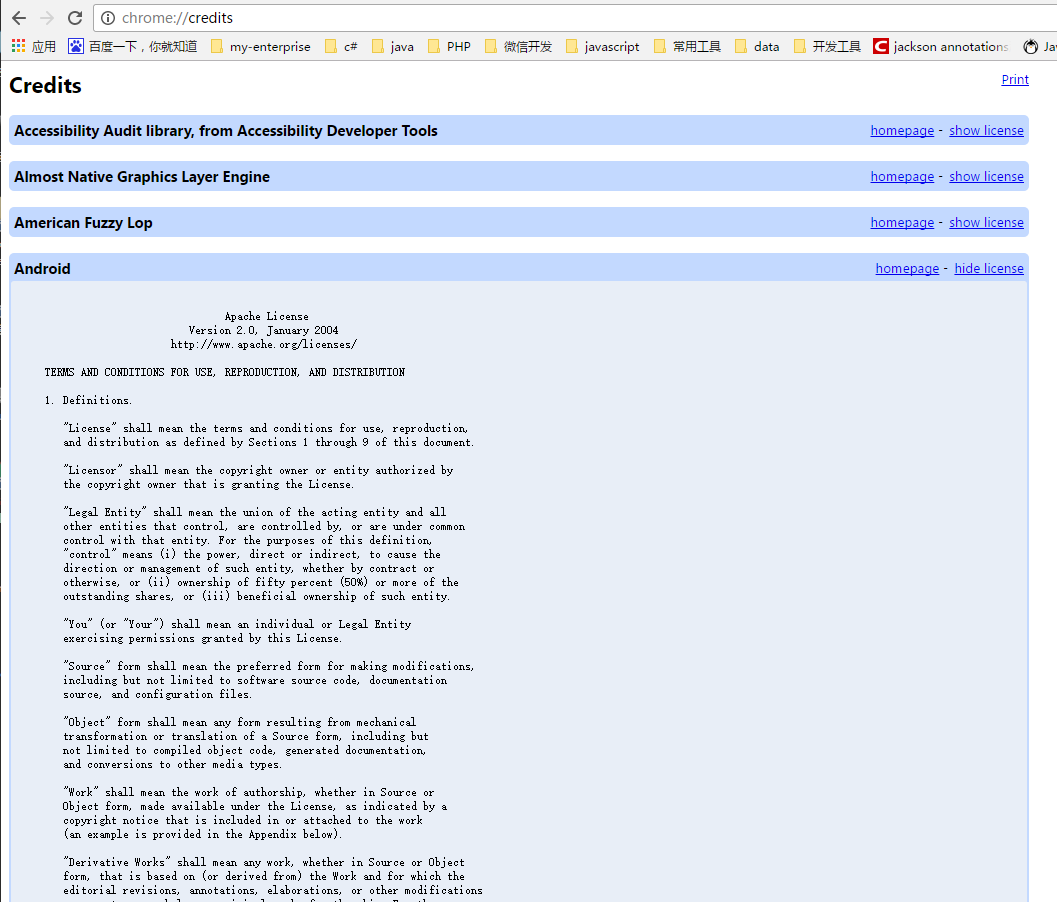 chrome://credits
应用 百度一下，你就知道 my-enterprise c# java PHP 微信开发 javascript 常用工具 data 开发工具 jackson annotations
Credits Print
Accessibility Audit library, from Accessibility Developer Tools homepage - show license
Almost Native Graphics Layer Engine homepage - show license
American Fuzzy Lop homepage - show license
Android homepage - hide license
Apache License
Version 2.0, January 2004
http://www.apache.org/licenses/
TERMS AND CONDITIONS FOR USE, REPRODUCTION, AND DISTRIBUTION
1. Definitions.
"License" shall mean the terms and conditions for use, reproduction,
and distribution as defined by Sections 1 through 9 of this document.
"Licensor" shall mean the copyright owner or entity authorized by
the copyright owner that is granting the License.
"Legal Entity" shall mean the union of the acting entity and all
other entities that control, are controlled by, or are under common
control with that entity. For the purposes of this definition,
"control" means (i) the power, direct or indirect, to cause the
direction or management of such entity, whether by contract or
otherwise, or (ii) ownership of fifty percent (50%) or more of the
outstanding shares, or (iii) beneficial ownership of such entity.
"You" (or "Your") shall mean an individual or Legal Entity
exercising permissions granted by this License.
"Source" form shall mean the preferred form for making modifications,
including but not limited to software source code, documentation
source, and configuration files.
"Object" form shall mean any form resulting from mechanical
transformation or translation of a Source form, including but
not limited to compiled object code, generated documentation,
and conversions to other media types.
"Work" shall mean the work of authorship, whether in Source or
Object form, made available under the License, as indicated by a
copyright notice that is included in or attached to the work
(an example is provided in the Appendix below).
"Derivative Works" shall mean any work, whether in Source or Object
form, that is based on (or derived from) the Work and for which the
editorial revisions, annotations, elaborations, or other modifications